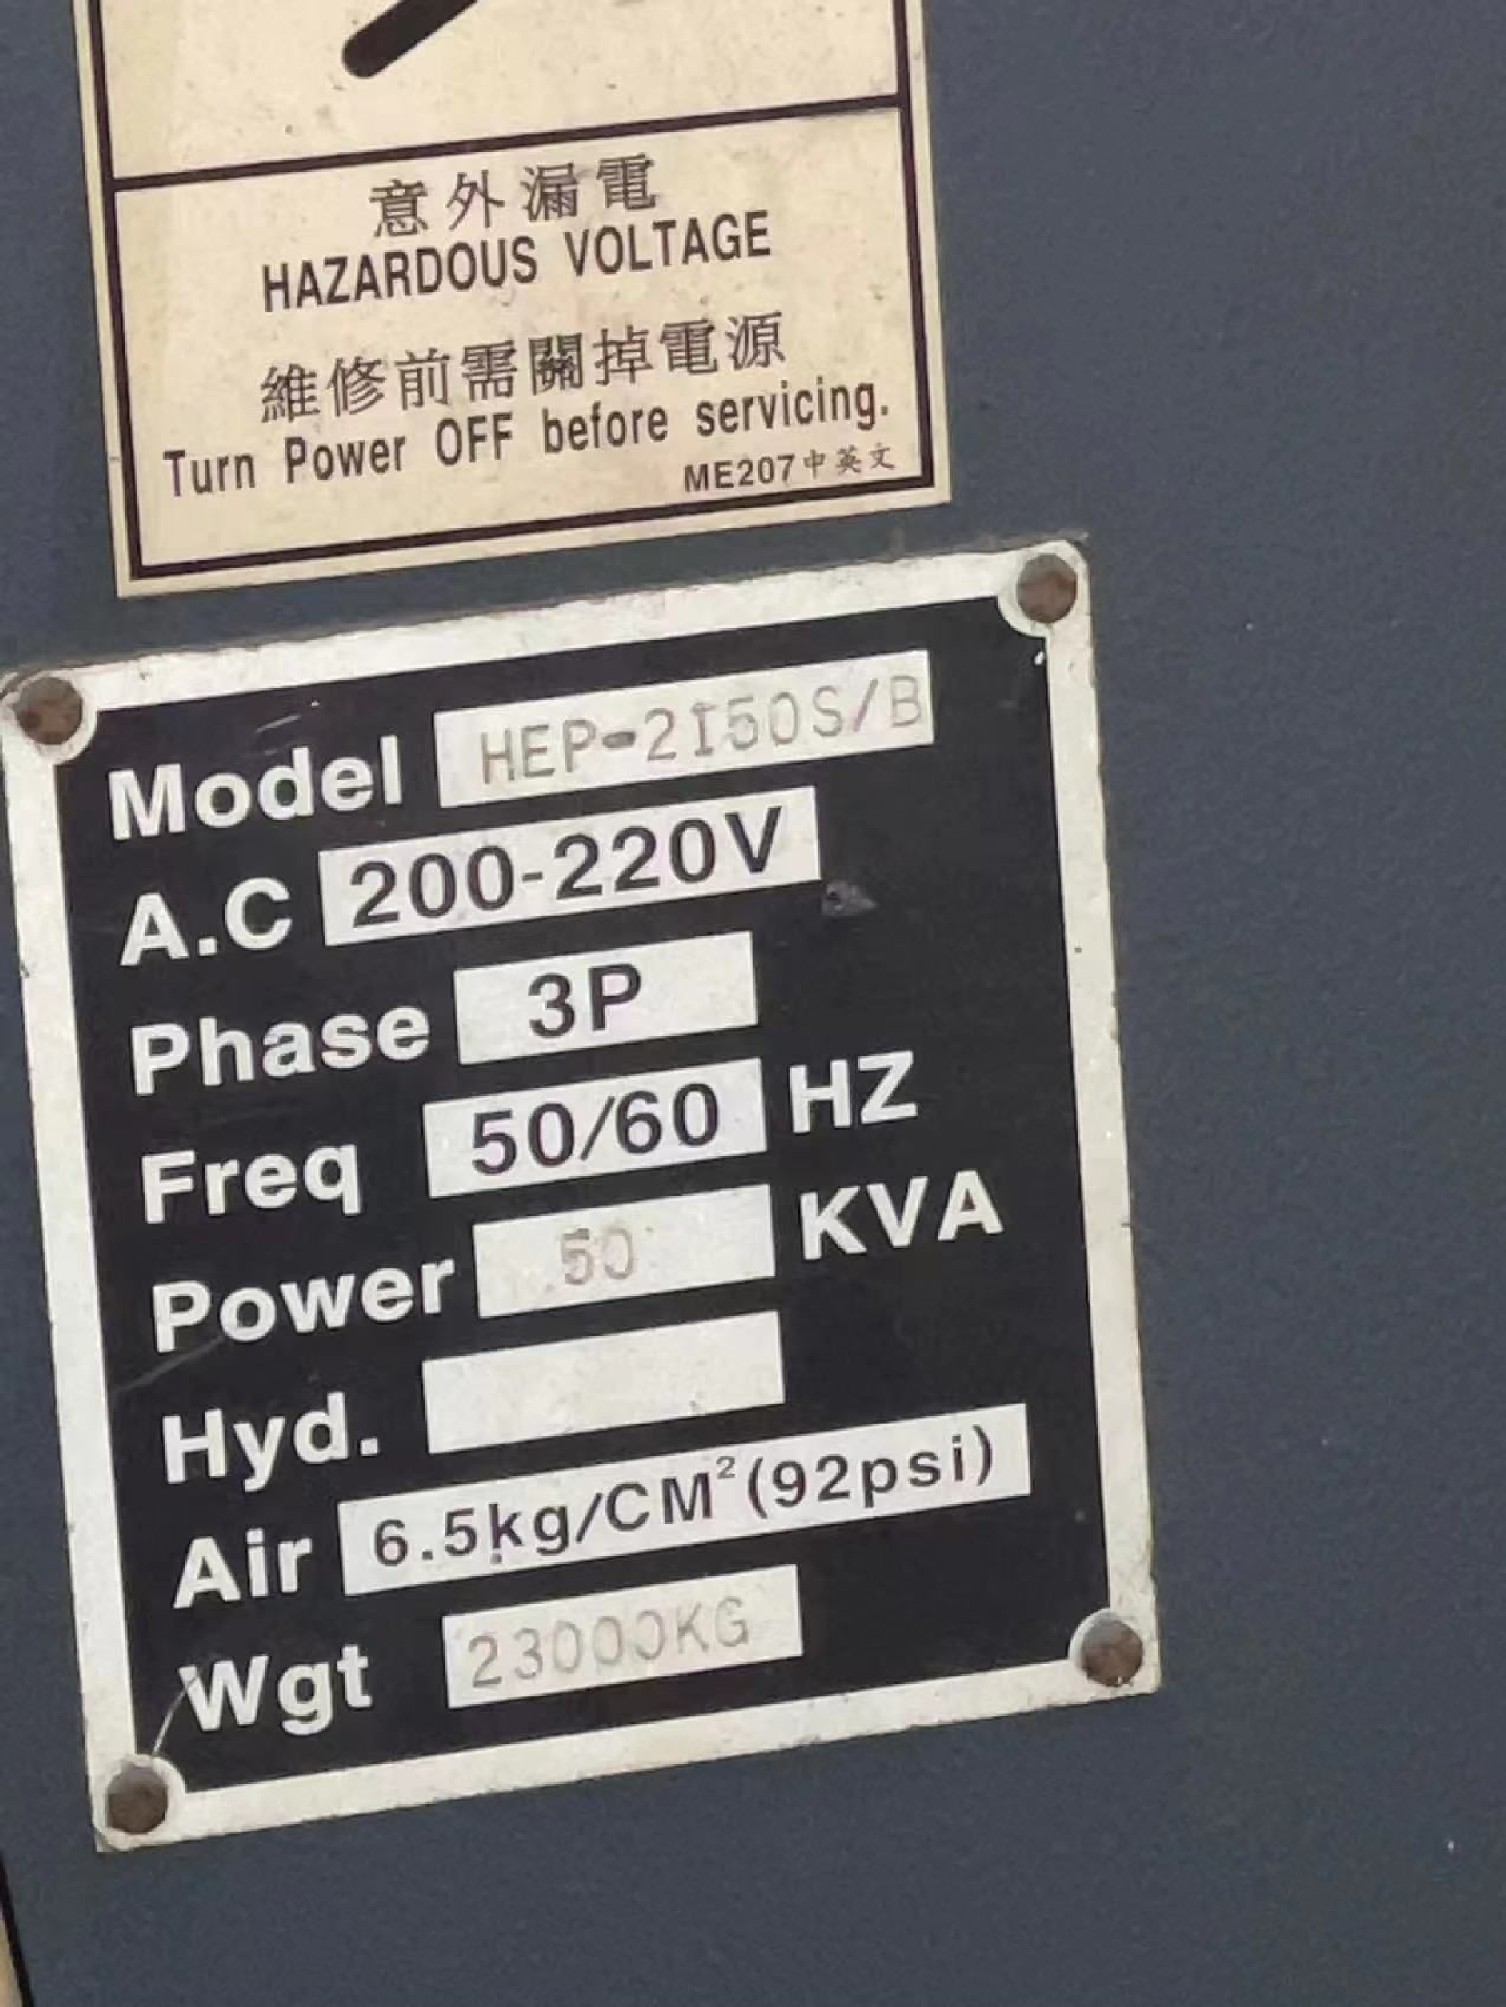 意外漏電
HAZARDOUS VOLTAGE
維修前需關掉電源
Turn Power OFF before servicing.
ME207中英文
Model HEP-2150S/B
A.C 200-220V
Phase 3P
Freq 50/60 HZ
Power 50 KVA
Hyd.
Air 6.5kg/CM²(92psi)
Wgt 23000KG